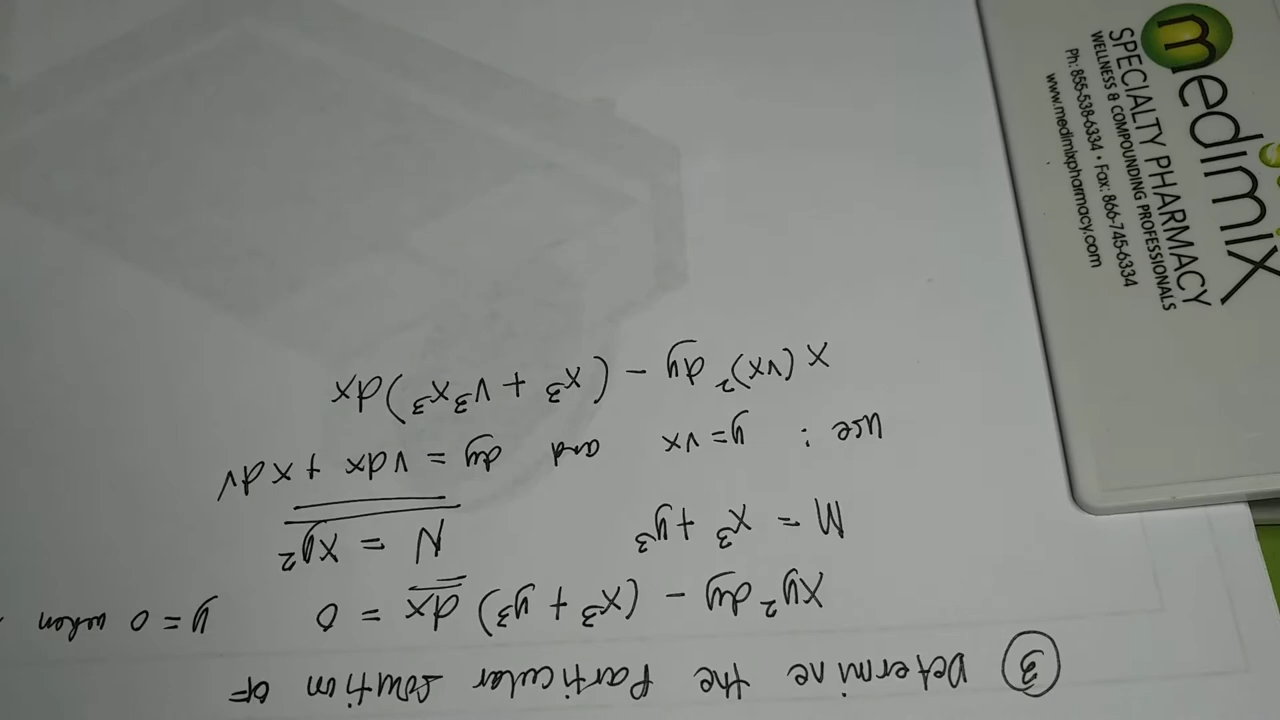 ③ Determine the Particular solution of
xy² dy - (x³ + y³) dx = 0 y = 0 when
M = x³ + y³ N = xy²
use : y = vx and dy = vdx + xdv
x(vx)² dy - (x³ + v³x³) dx
medimix
SPECIALTY PHARMACY
WELLNESS & COMPOUNDING PROFESSIONALS
Ph: 855-538-6334 • Fax: 866-745-6334
www.medimixpharmacy.com